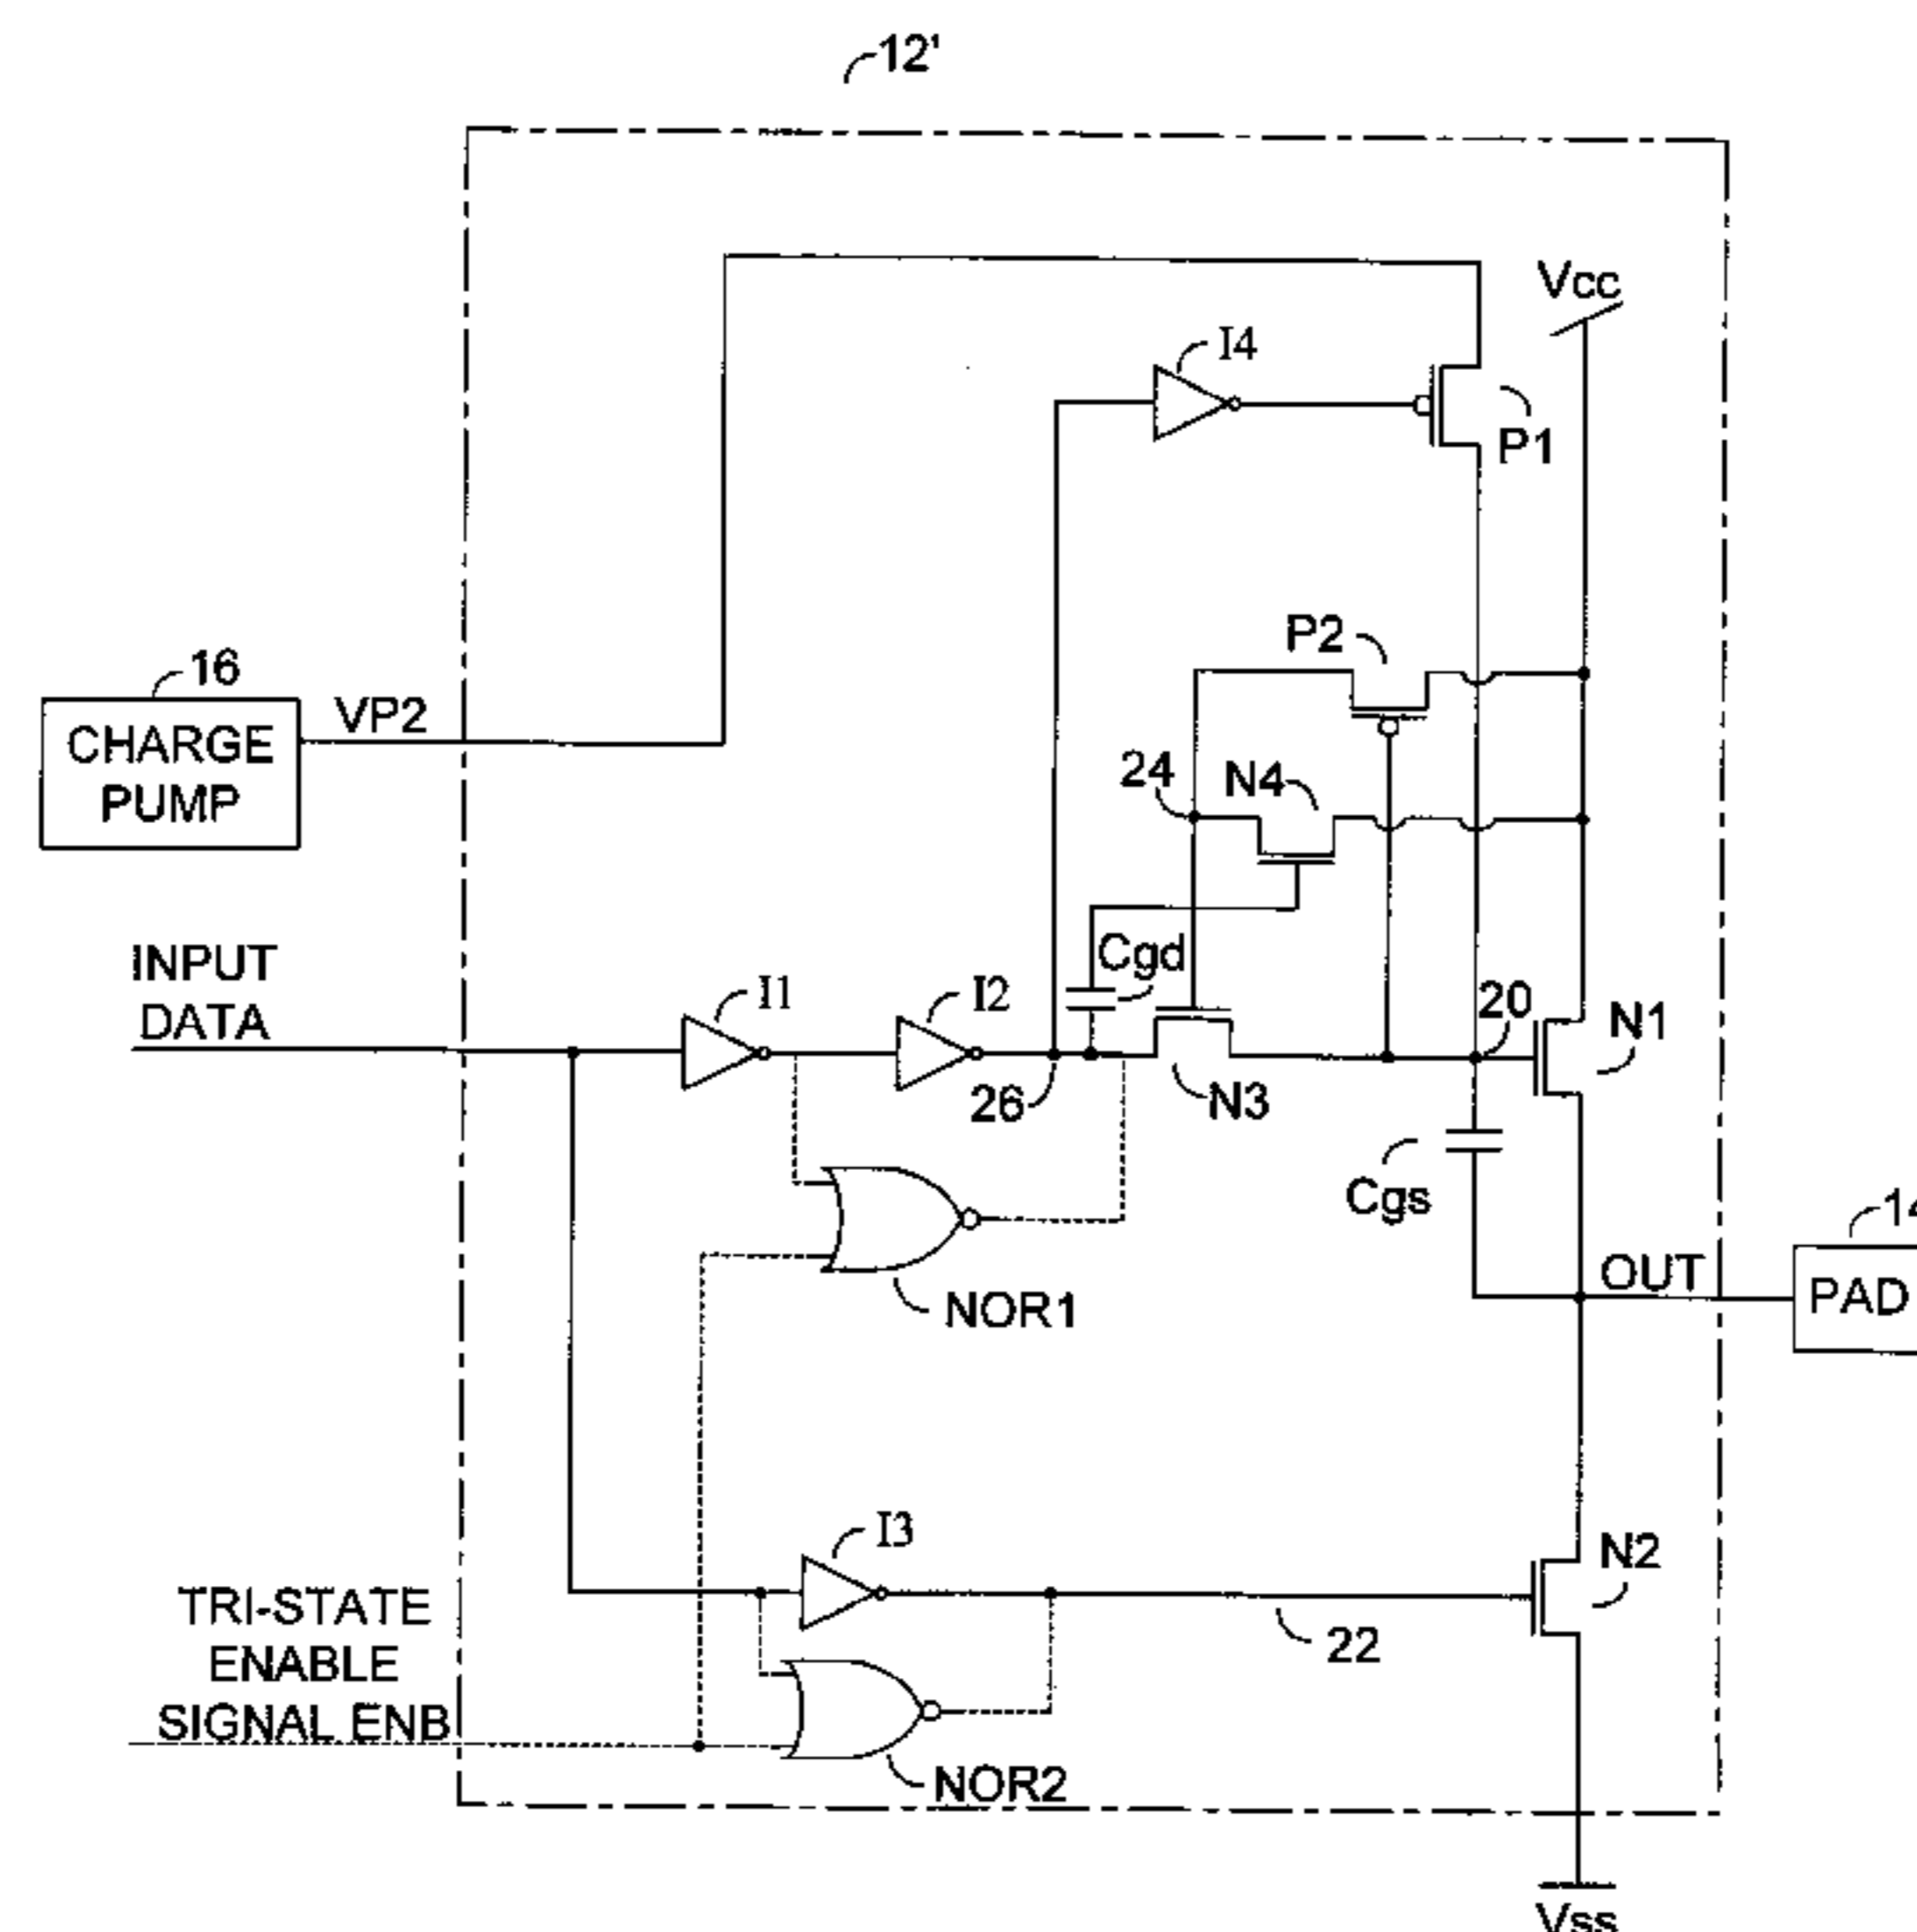 12'
Vcc
I4
P1
P2
16
VP2
CHARGE
PUMP
24
N4
INPUT
DATA
Cgd
I1
I2
20
N1
26
N3
Cgs
NOR1
14
OUT
PAD
I3
N2
TRI-STATE
ENABLE
SIGNAL ENB
22
NOR2
Vss